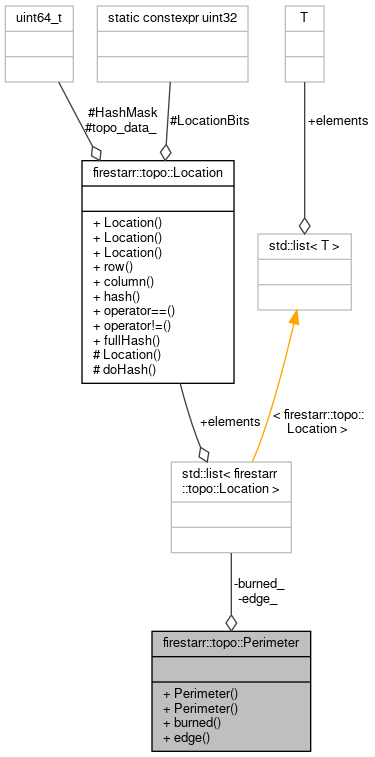 uint64_t
static constexpr uint32
T
#HashMask
#topo_data_
#LocationBits
+elements
firestarr::topo::Location
+ Location()
+ Location()
+ Location()
+ row()
+ column()
+ hash()
+ operator==()
+ operator!=()
+ fullHash()
# Location()
# doHash()
std::list< T >
+elements
< firestarr::topo::
Location >
std::list< firestarr
::topo::Location >
-burned_
-edge_
firestarr::topo::Perimeter
+ Perimeter()
+ Perimeter()
+ burned()
+ edge()